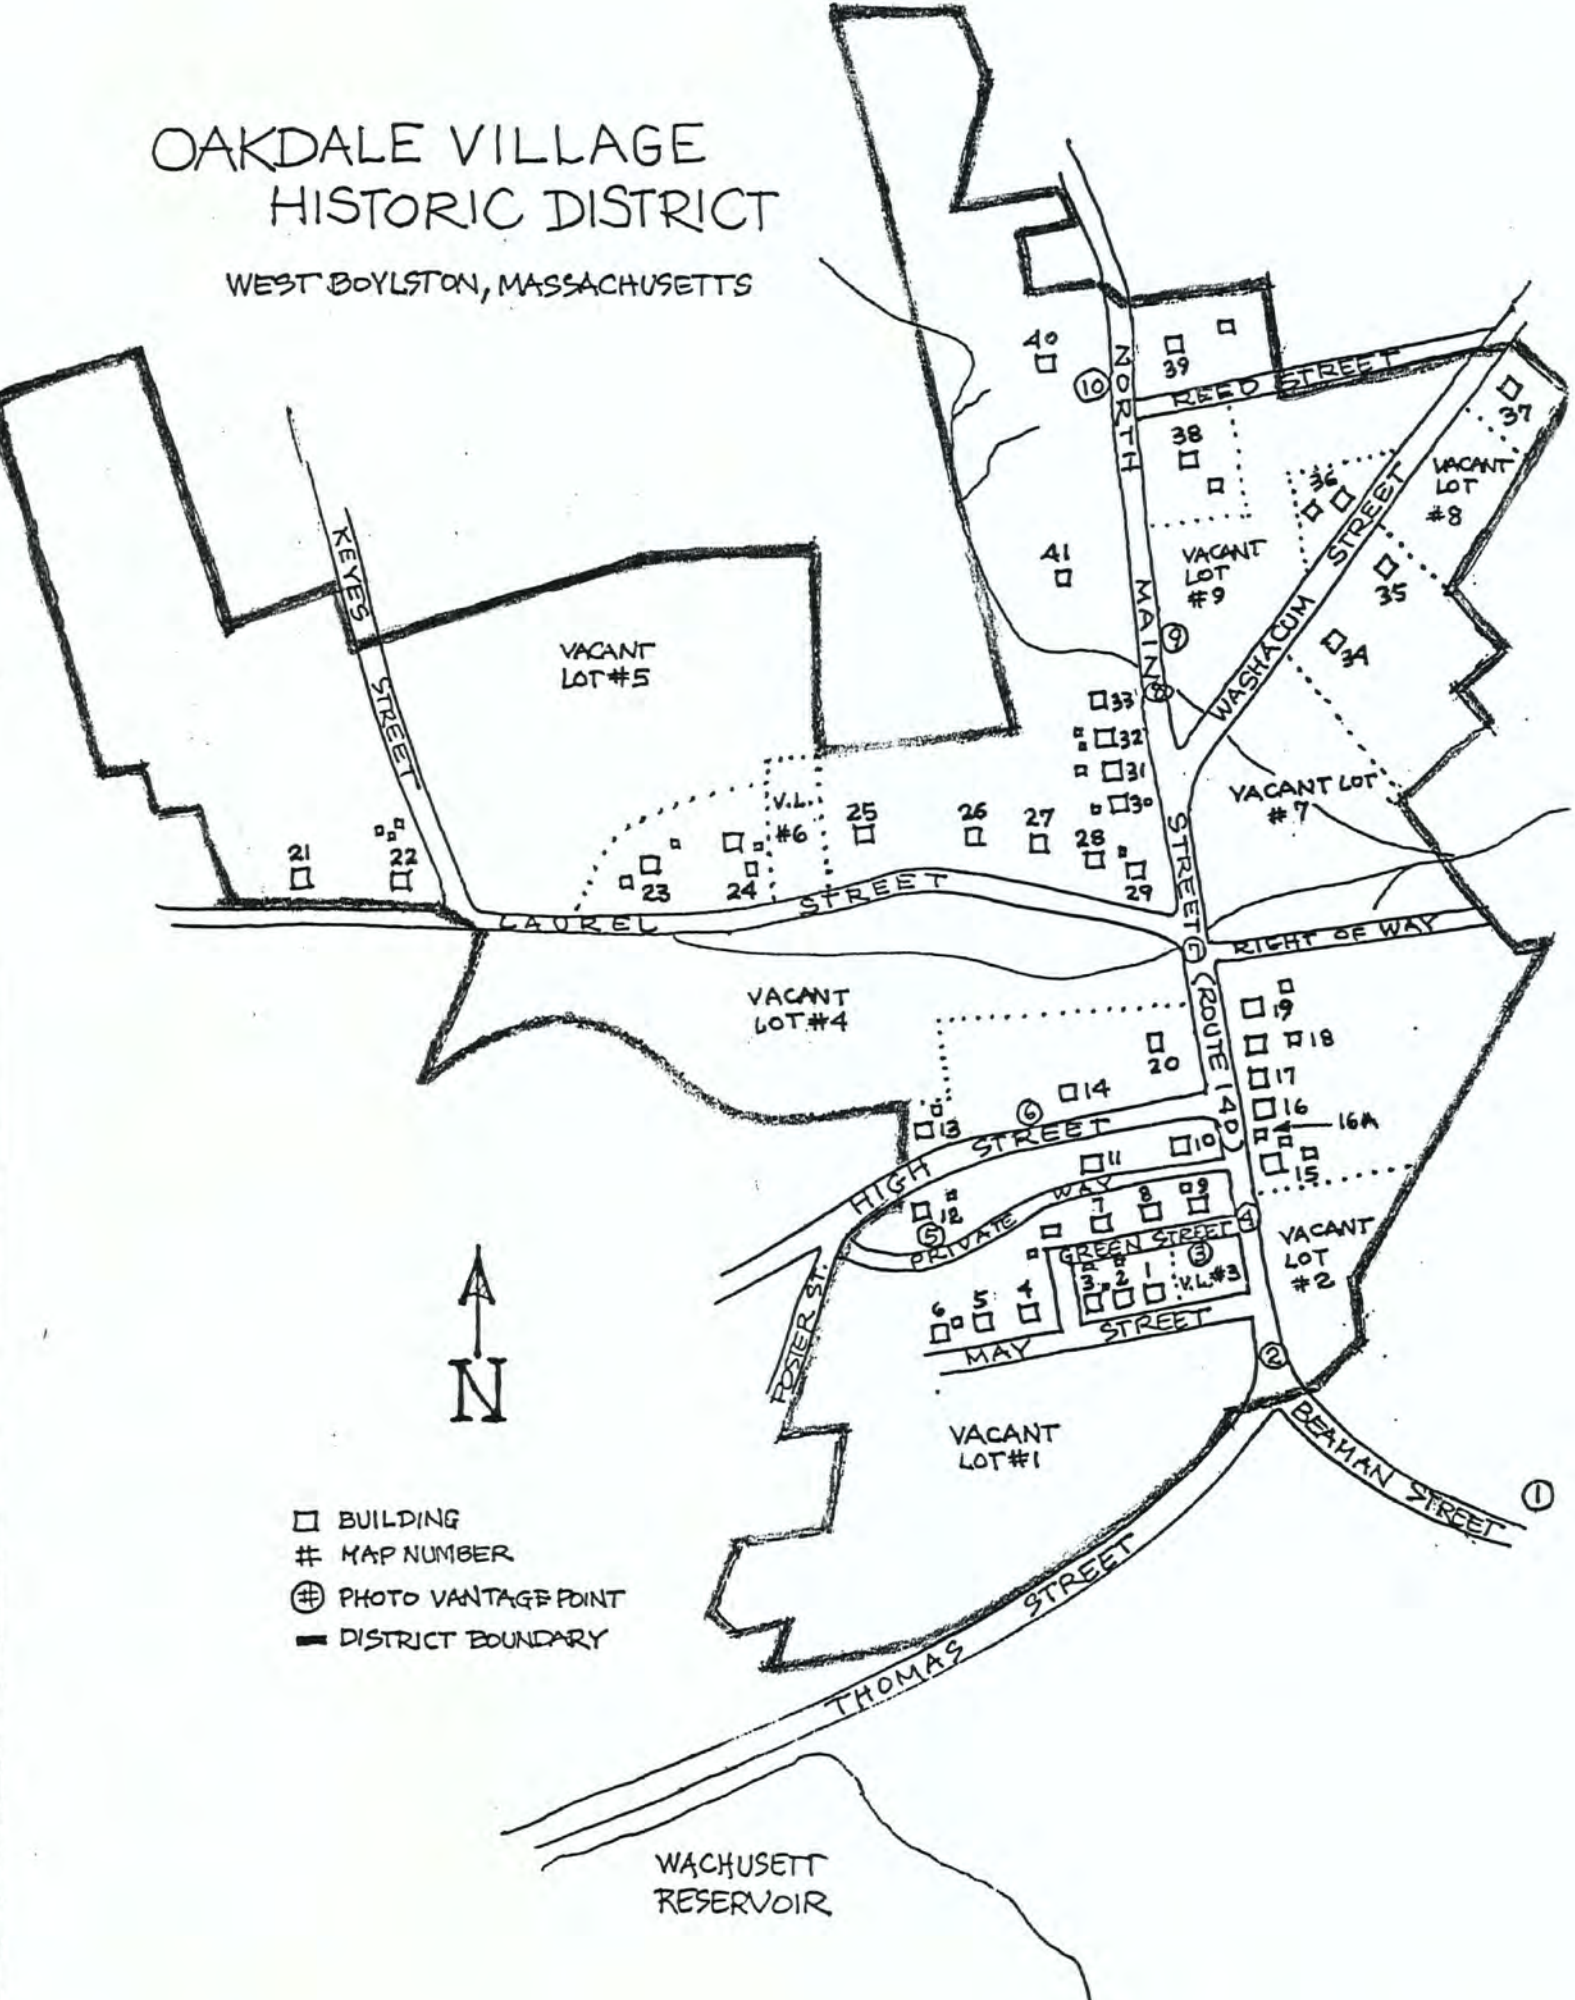 OAKDALE VILLAGE
HISTORIC DISTRICT
WEST BOYLSTON, MASSACHUSETTS
40
39
NORTH
10
REED STREET
37
38
36
VACANT
LOT
#8
KEYES
STREET
41
VACANT
LOT
#9
STREET
35
MAIN
9
WASHACUM
34
VACANT
LOT #5
8
33
32
31
30
VACANT LOT
#7
V.L.
#6
25
26
27
28
29
21
22
23
24
STREET
LAUREL
STREET
7
RIGHT OF WAY
VACANT
LOT #4
(ROUTE 140)
19
18
20
17
14
16
16A
6
13
STREET
HIGH
11
10
15
12
WAY
7
8
9
5
PRIVATE
4
GREEN STREET
3
VACANT
LOT
#2
3
2
1
V.L.#3
6
5
4
STREET
MAY
FOSTER ST.
2
N
BEAMAN STREET
VACANT
LOT #1
1
BUILDING
# MAP NUMBER
# PHOTO VANTAGE POINT
DISTRICT BOUNDARY
STREET
THOMAS
WACHUSETT
RESERVOIR